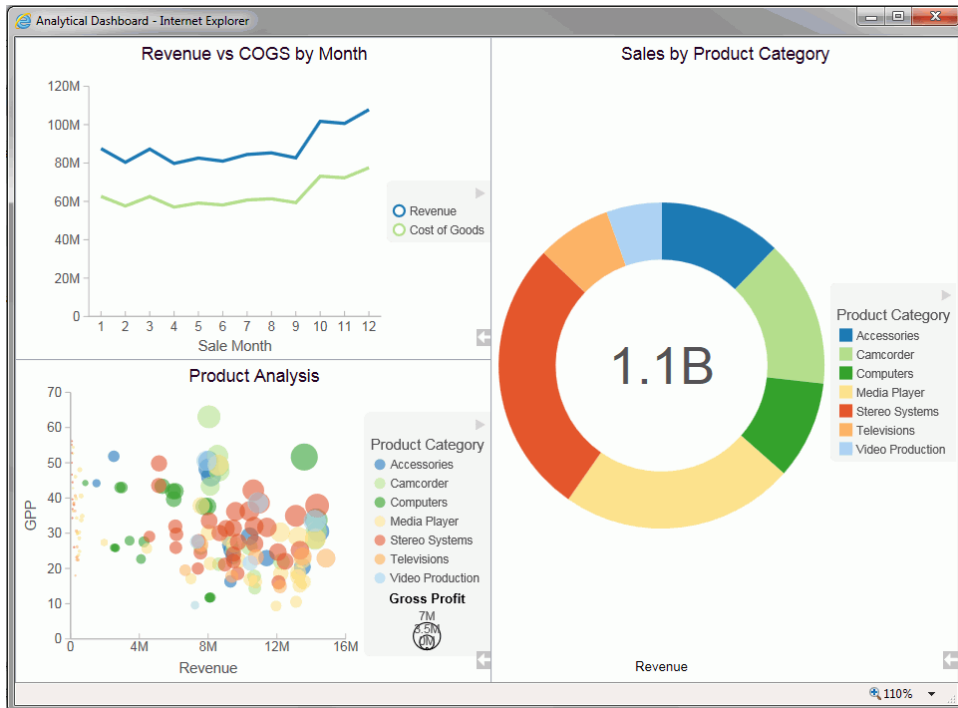 Analytical Dashboard - Internet Explorer
Revenue vs COGS by Month
120M
100M
80M
60M
40M
20M
0
1 2 3 4 5 6 7 8 9 10 11 12
Sale Month
Revenue
Cost of Goods
Product Analysis
70
60
50
40
30
20
10
0
0 4M 8M 12M 16M
GPP
Revenue
Product Category
Accessories
Camcorder
Computers
Media Player
Stereo Systems
Televisions
Video Production
Gross Profit
7M
3.5M
0M
Sales by Product Category
1.1B
Product Category
Accessories
Camcorder
Computers
Media Player
Stereo Systems
Televisions
Video Production
Revenue
110%